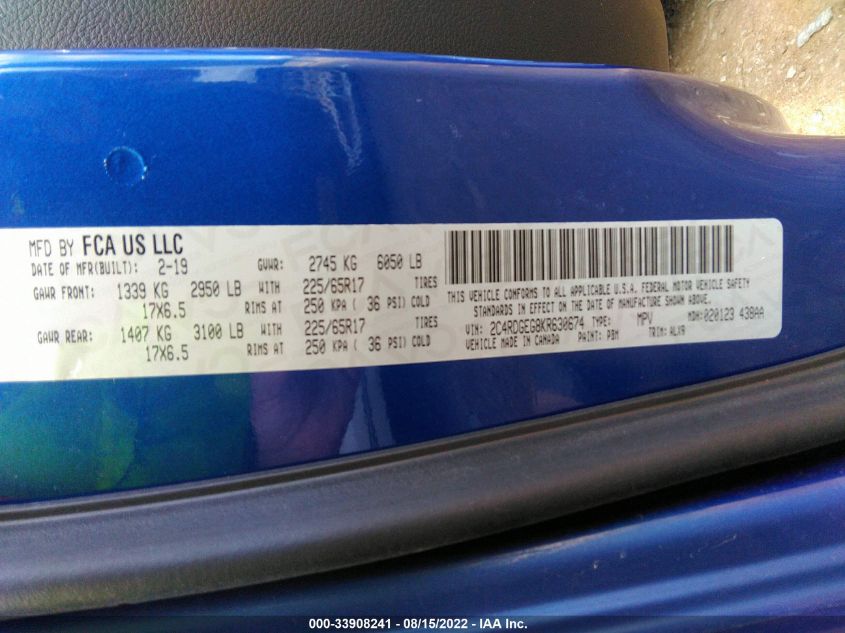 MFD BY FCA US LLC
DATE OF MFR(BUILT): 2-19 GVWR: 2745 KG 6050 LB
GAWR FRONT: 1339 KG 2950 LB WITH 225/65R17 TIRES
17X6.5 RIMS AT 250 KPA ( 36 PSI) COLD
GAWR REAR: 1407 KG 3100 LB WITH 225/65R17 TIRES
17X6.5 RIMS AT 250 KPA ( 36 PSI) COLD
THIS VEHICLE CONFORMS TO ALL APPLICABLE U.S.A. FEDERAL MOTOR VEHICLE SAFETY
STANDARDS IN EFFECT ON THE DATE OF MANUFACTURE SHOWN ABOVE.
VIN: 2C4RDGEG8KR630674 TYPE: MPV MDH: 020123 438AA
VEHICLE MADE IN CANADA PAINT: PBM TRIM: ALX9
000-33908241 - 08/15/2022 - IAA Inc.